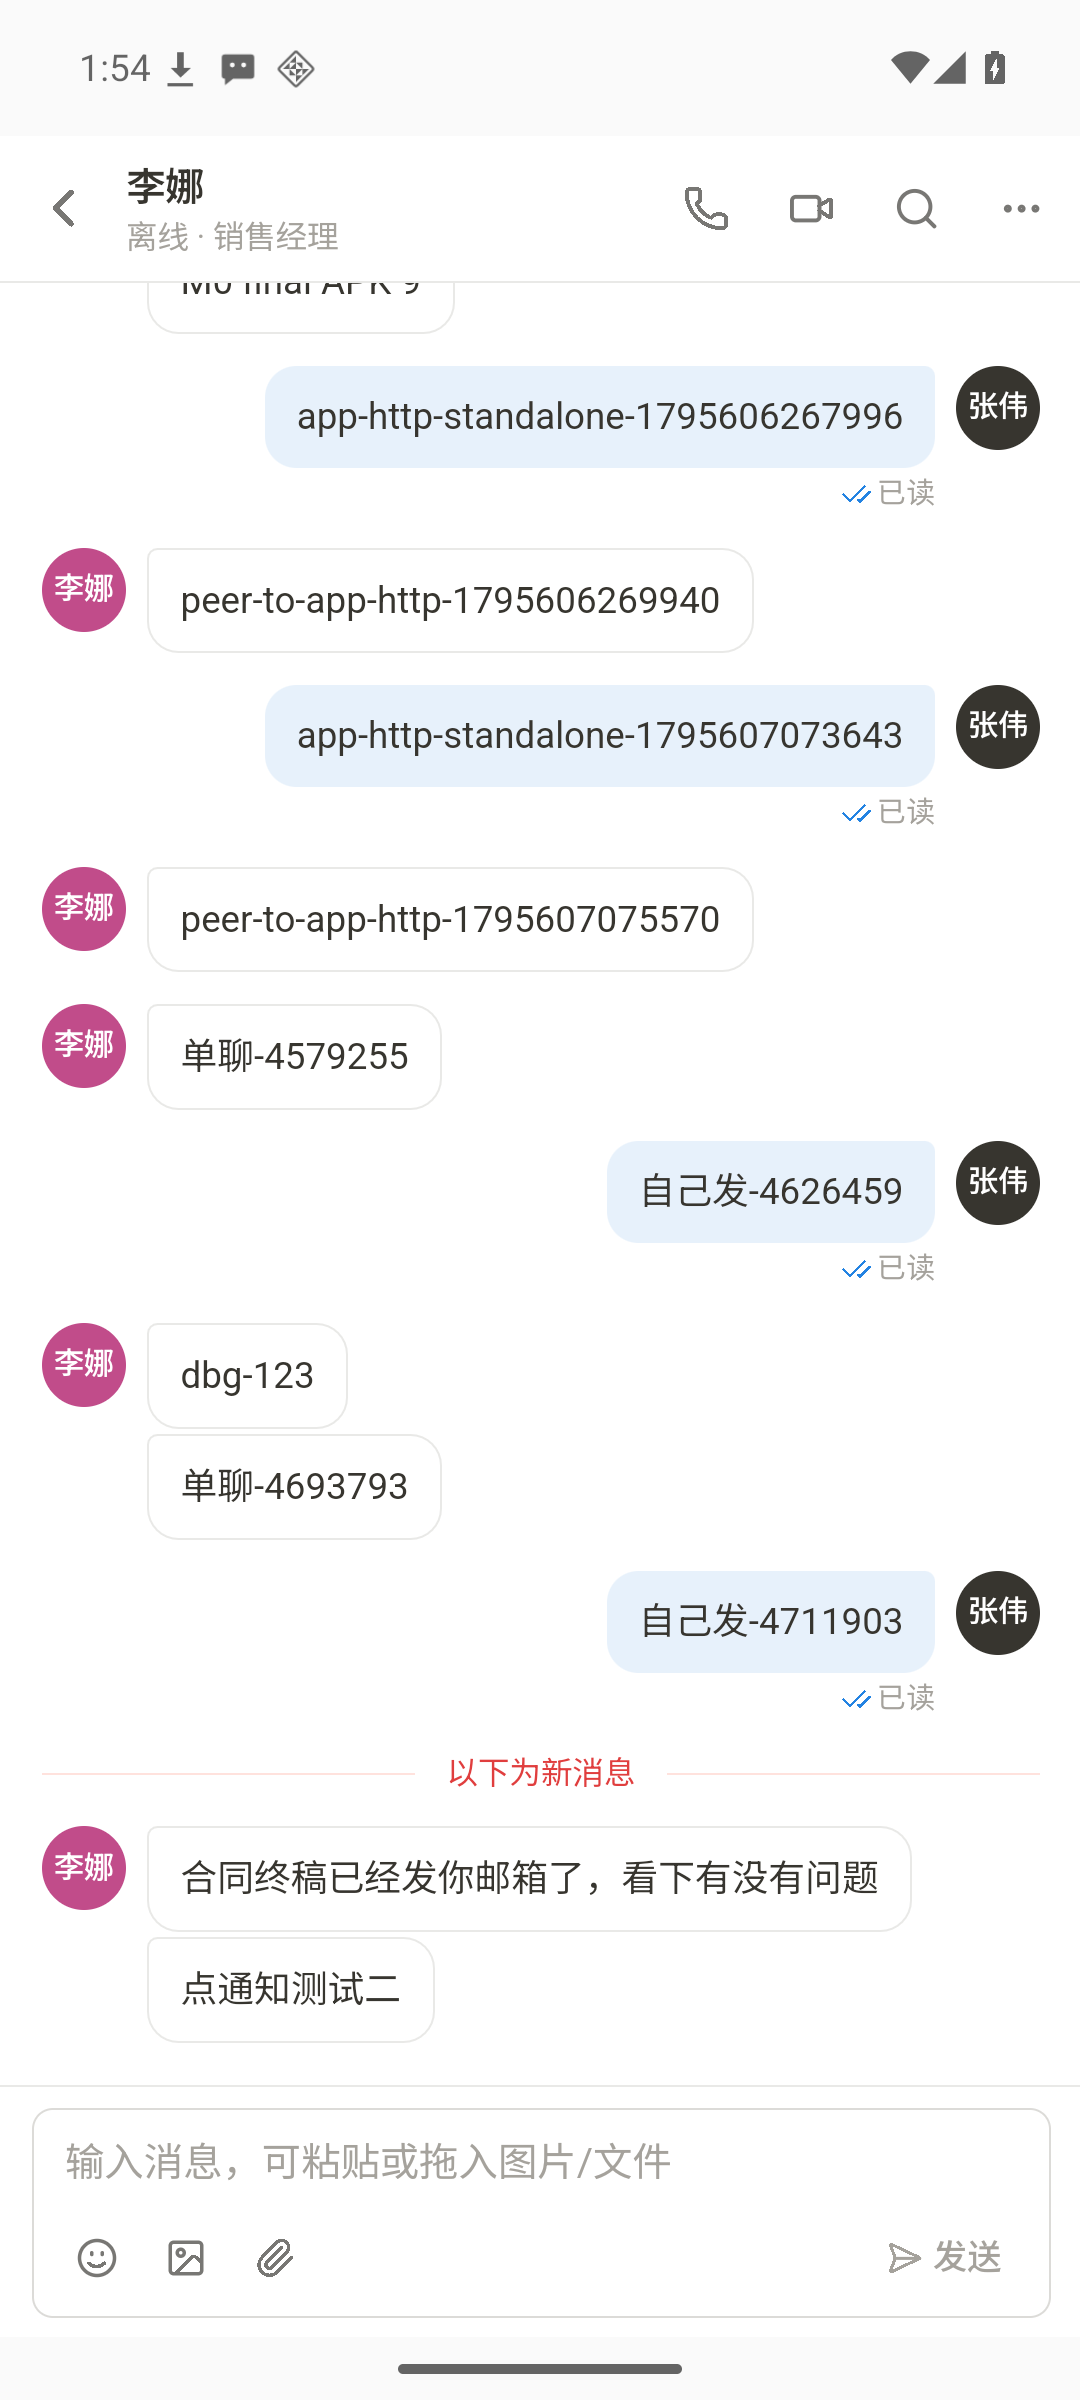 1:54
李娜
离线 · 销售经理
app-http-standalone-1795606267996
张伟
已读
李娜
peer-to-app-http-1795606269940
app-http-standalone-1795607073643
张伟
已读
李娜
peer-to-app-http-1795607075570
李娜
单聊-4579255
自己发-4626459
张伟
已读
李娜
dbg-123
单聊-4693793
自己发-4711903
张伟
已读
以下为新消息
李娜
合同终稿已经发你邮箱了，看下有没有问题
点通知测试二
输入消息，可粘贴或拖入图片/文件
发送